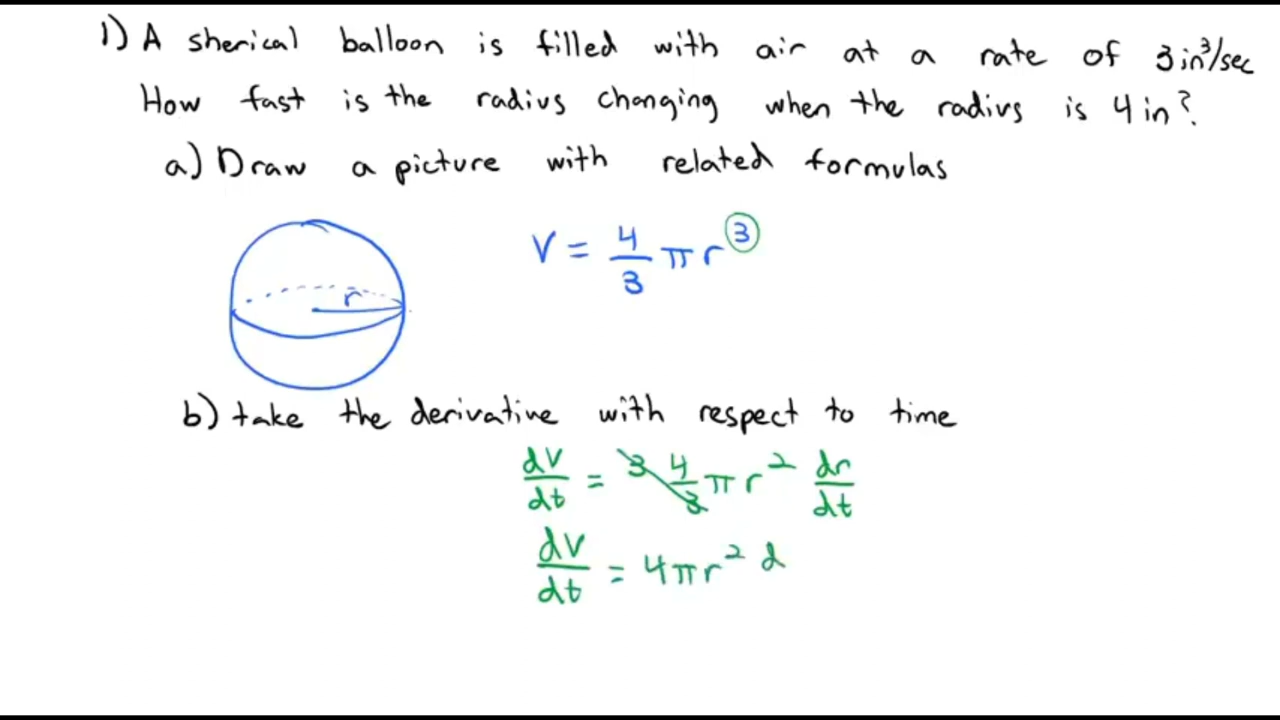 1) A sherical balloon is filled with air at a rate of 3in³/sec
How fast is the radius changing when the radius is 4in?
a) Draw a picture with related formulas
r
V = 4/3 πr³
b) take the derivative with respect to time
dV/dt = 3 4/3 πr² dr/dt
dV/dt = 4πr² d